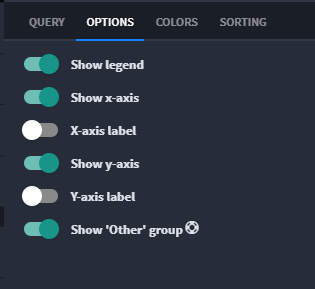 QUERY OPTIONS COLORS SORTING
Show legend
Show x-axis
X-axis label
Show y-axis
Y-axis label
Show 'Other' group